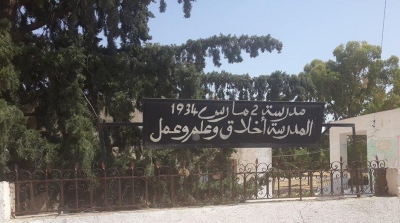 مدرسة 2 مارس 1934
المدرسة أخلاق وعلم وعمل